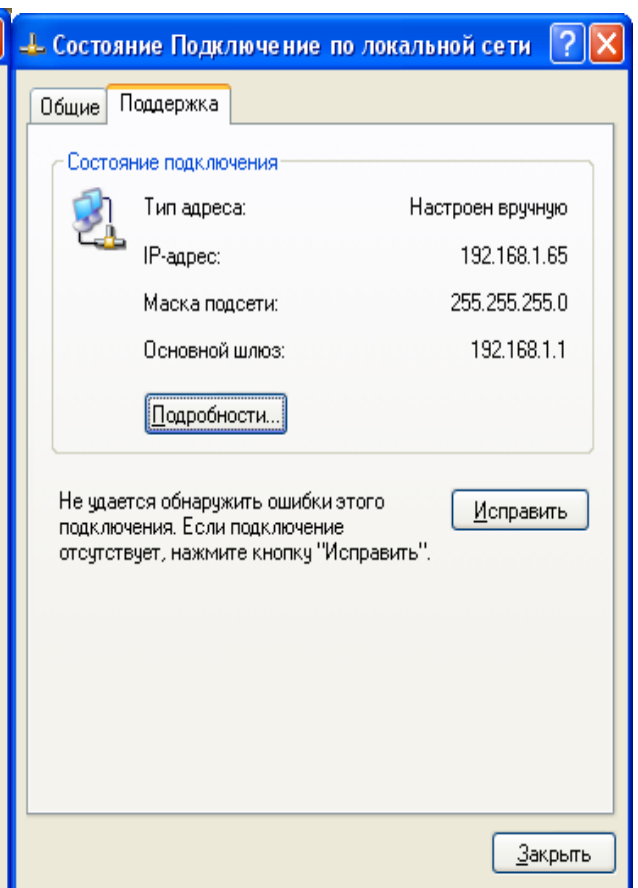 Состояние Подключение по локальной сети
Общие
Поддержка
Состояние подключения
Тип адреса: Настроен вручную
IP-адрес: 192.168.1.65
Маска подсети: 255.255.255.0
Основной шлюз: 192.168.1.1
Подробности...
Не удается обнаружить ошибки этого
подключения. Если подключение
отсутствует, нажмите кнопку "Исправить".
Исправить
Закрыть